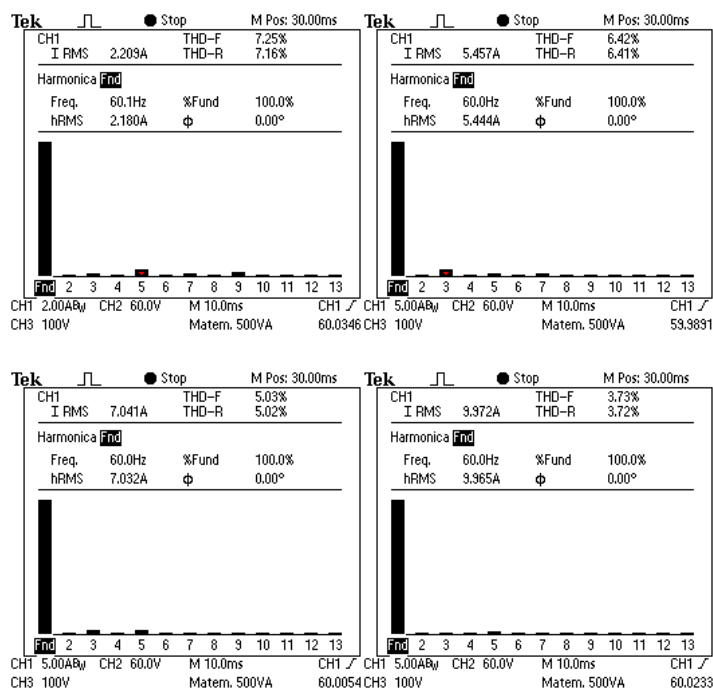 Tek Stop M Pos: 30.00ms
CH1 THD-F 7.25%
I RMS 2.209A THD-R 7.16%
Harmonica Fnd
Freq. 60.1Hz %Fund 100.0%
hRMS 2.180A ф 0.00°
Fnd 2 3 4 5 6 7 8 9 10 11 12 13
CH1 2.00ABW CH2 60.0V M 10.0ms CH1
CH3 100V Matem. 500VA 60.0346
Tek Stop M Pos: 30.00ms
CH1 THD-F 6.42%
I RMS 5.457A THD-R 6.41%
Harmonica Fnd
Freq. 60.0Hz %Fund 100.0%
hRMS 5.444A ф 0.00°
Fnd 2 3 4 5 6 7 8 9 10 11 12 13
CH1 5.00ABW CH2 60.0V M 10.0ms CH1
CH3 100V Matem. 500VA 59.9891
Tek Stop M Pos: 30.00ms
CH1 THD-F 5.03%
I RMS 7.041A THD-R 5.02%
Harmonica Fnd
Freq. 60.0Hz %Fund 100.0%
hRMS 7.032A ф 0.00°
Fnd 2 3 4 5 6 7 8 9 10 11 12 13
CH1 5.00ABW CH2 60.0V M 10.0ms CH1
CH3 100V Matem. 500VA 60.0054
Tek Stop M Pos: 30.00ms
CH1 THD-F 3.73%
I RMS 9.972A THD-R 3.72%
Harmonica Fnd
Freq. 60.0Hz %Fund 100.0%
hRMS 9.965A ф 0.00°
Fnd 2 3 4 5 6 7 8 9 10 11 12 13
CH1 5.00ABW CH2 60.0V M 10.0ms CH1
CH3 100V Matem. 500VA 60.0233